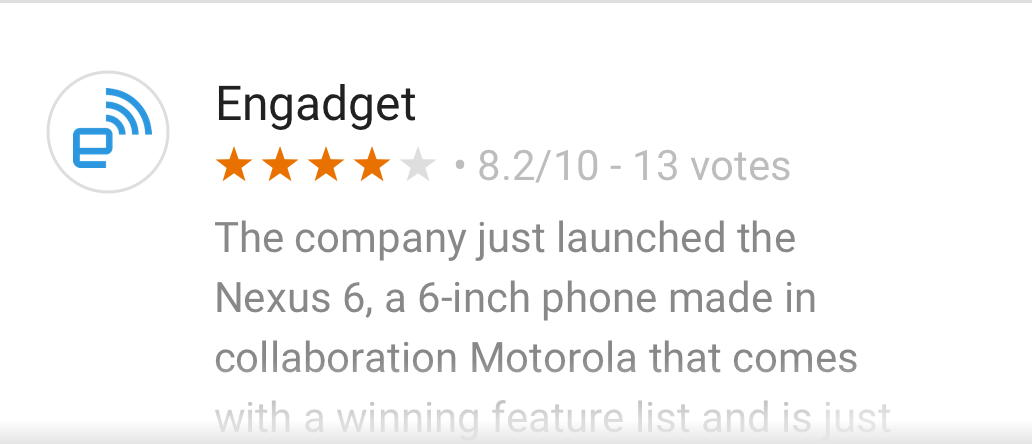 Engadget
• 8.2/10 - 13 votes
The company just launched the
Nexus 6, a 6-inch phone made in
collaboration Motorola that comes
with a winning feature list and is just